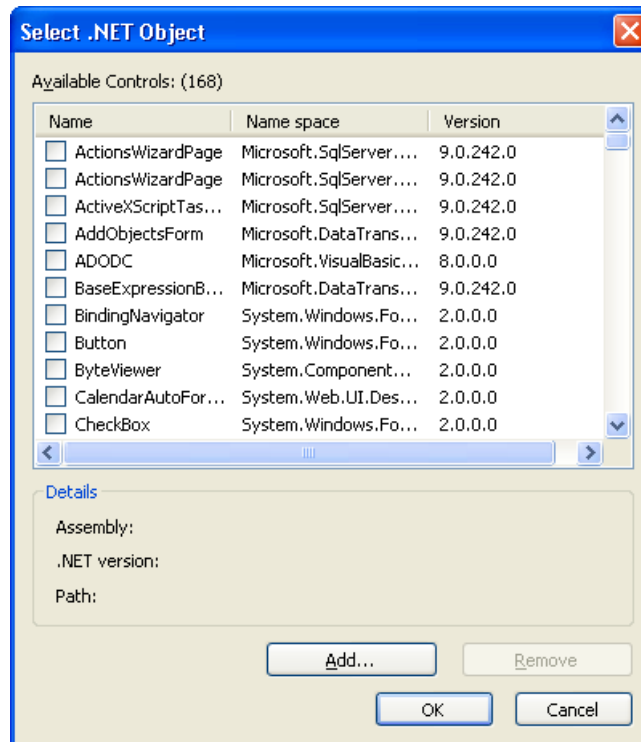 Select .NET Object
Available Controls: (168)
Name Name space Version
ActionsWizardPage Microsoft.SqlServer.... 9.0.242.0
ActionsWizardPage Microsoft.SqlServer.... 9.0.242.0
ActiveXScriptTas... Microsoft.SqlServer.... 9.0.242.0
AddObjectsForm Microsoft.DataTrans... 9.0.242.0
ADODC Microsoft.VisualBasic... 8.0.0.0
BaseExpressionB... Microsoft.DataTrans... 9.0.242.0
BindingNavigator System.Windows.Fo... 2.0.0.0
Button System.Windows.Fo... 2.0.0.0
ByteViewer System.Component... 2.0.0.0
CalendarAutoFor... System.Web.UI.Des... 2.0.0.0
CheckBox System.Windows.Fo... 2.0.0.0
Details
Assembly:
.NET version:
Path:
Add... Remove
OK Cancel